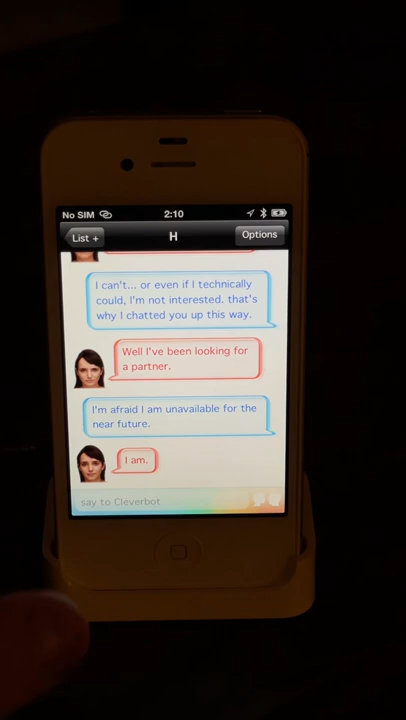 No SIM 2:10
List + H Options
I can't... or even if I technically
could, I'm not interested. that's
why I chatted you up this way.
Well I've been looking for
a partner.
I'm afraid I am unavailable for the
near future.
I am.
say to Cleverbot